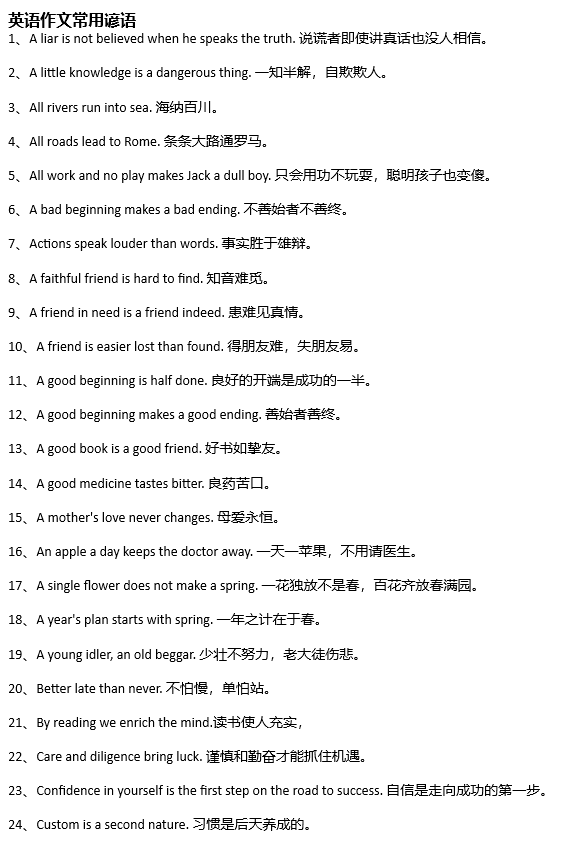 英语作文常用谚语
1、A liar is not believed when he speaks the truth. 说谎者即使讲真话也没人相信。
2、A little knowledge is a dangerous thing. 一知半解，自欺欺人。
3、All rivers run into sea. 海纳百川。
4、All roads lead to Rome. 条条大路通罗马。
5、All work and no play makes Jack a dull boy. 只会用功不玩耍，聪明孩子也变傻。
6、A bad beginning makes a bad ending. 不善始者不善终。
7、Actions speak louder than words. 事实胜于雄辩。
8、A faithful friend is hard to find. 知音难觅。
9、A friend in need is a friend indeed. 患难见真情。
10、A friend is easier lost than found. 得朋友难，失朋友易。
11、A good beginning is half done. 良好的开端是成功的一半。
12、A good beginning makes a good ending. 善始者善终。
13、A good book is a good friend. 好书如挚友。
14、A good medicine tastes bitter. 良药苦口。
15、A mother's love never changes. 母爱永恒。
16、An apple a day keeps the doctor away. 一天一苹果，不用请医生。
17、A single flower does not make a spring. 一花独放不是春，百花齐放春满园。
18、A year's plan starts with spring. 一年之计在于春。
19、A young idler, an old beggar. 少壮不努力，老大徒伤悲。
20、Better late than never. 不怕慢，单怕站。
21、By reading we enrich the mind.读书使人充实，
22、Care and diligence bring luck. 谨慎和勤奋才能抓住机遇。
23、Confidence in yourself is the first step on the road to success. 自信是走向成功的第一步。
24、Custom is a second nature. 习惯是后天养成的。